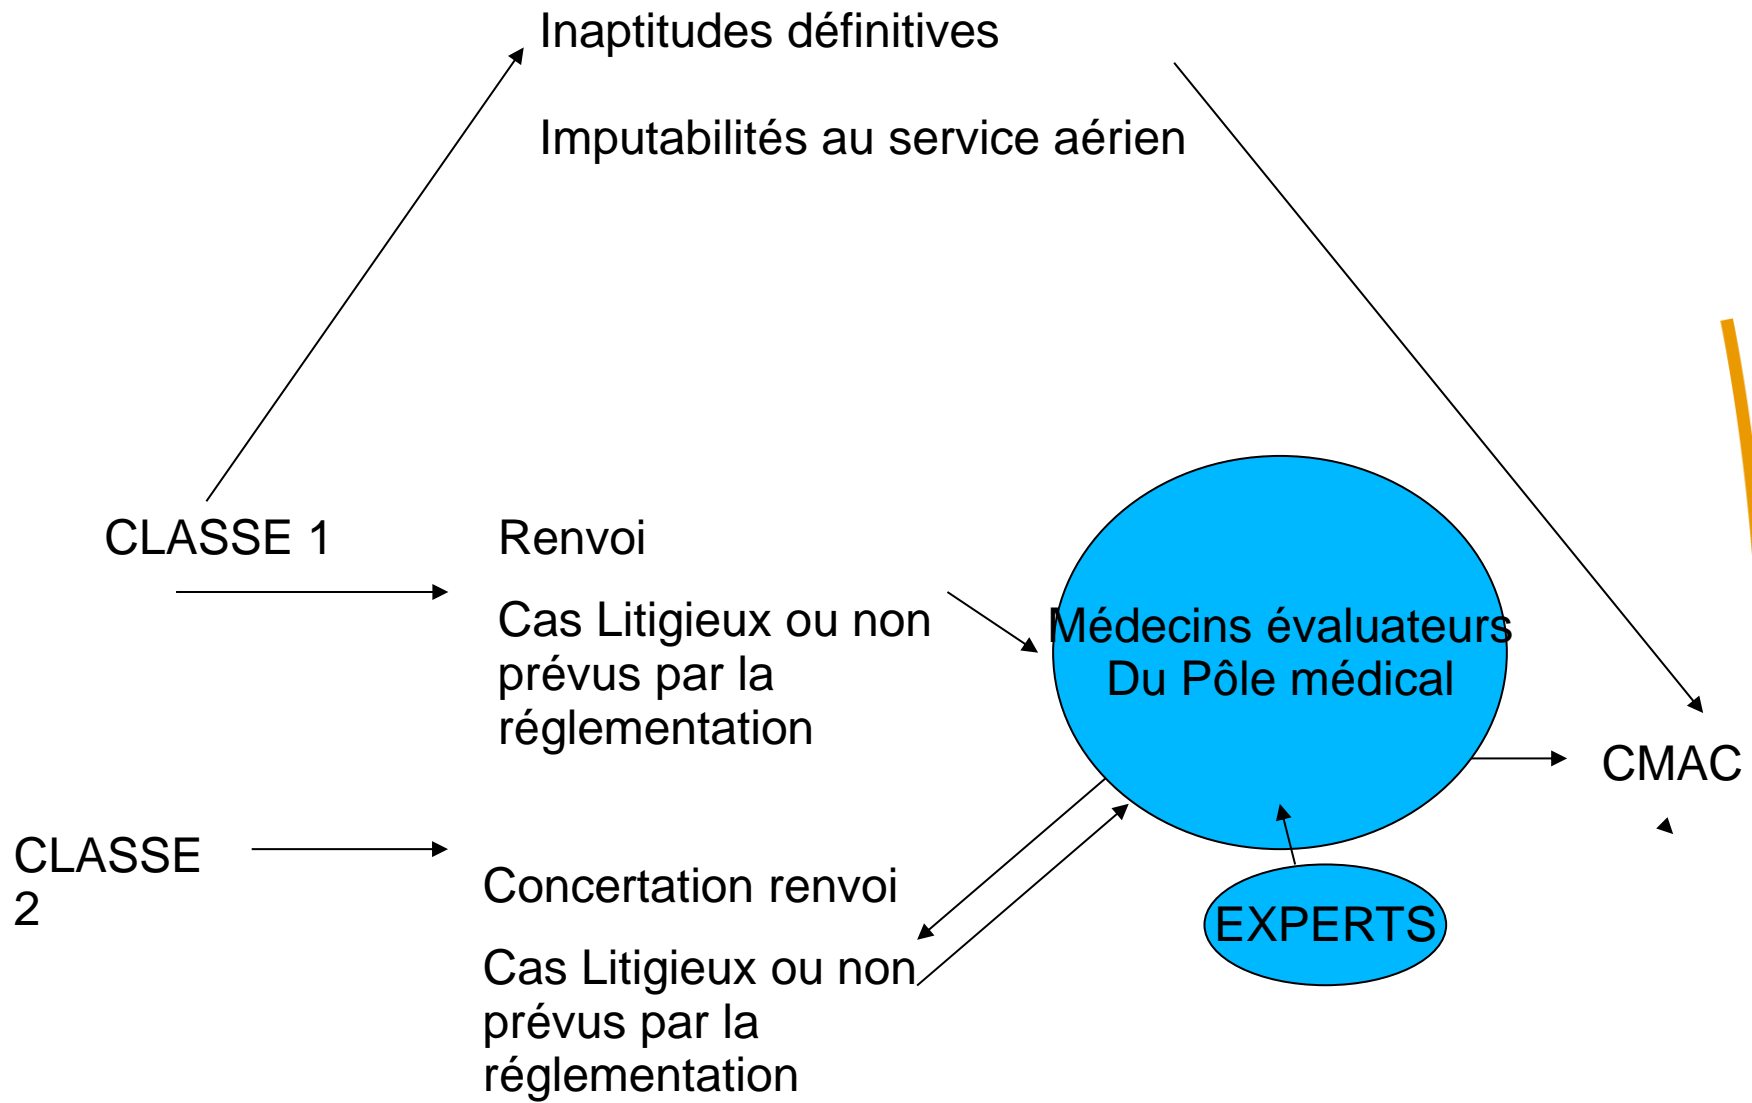 Inaptitudes définitives
Imputabilités au service aérien
CLASSE 1
Renvoi
Cas Litigieux ou non
prévus par la
réglementation
Médecins évaluateurs
Du Pôle médical
CMAC
CLASSE
2
Concertation renvoi
Cas Litigieux ou non
prévus par la
réglementation
EXPERTS